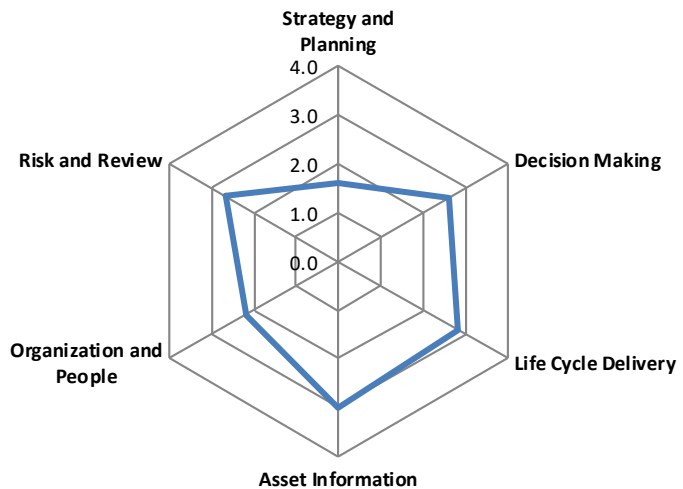 Strategy and
Planning
4.0
3.0
Risk and Review
Decision Making
2.0
1.0
0.0
Organization and
People
Life Cycle Delivery
Asset Information